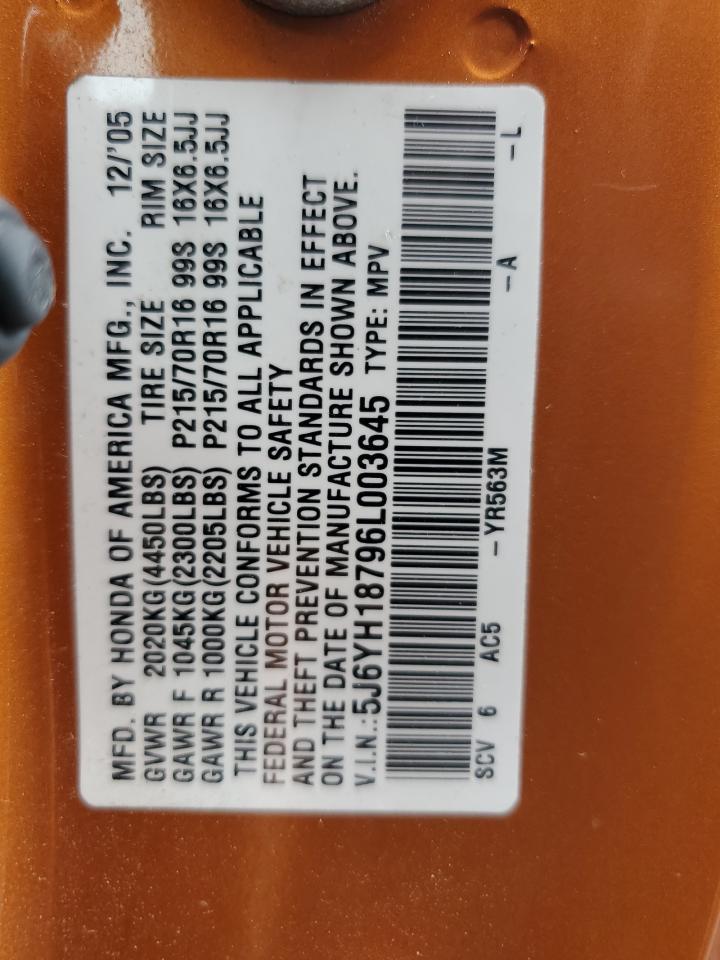 MFD. BY HONDA OF AMERICA MFG., INC. 12/'05
GVWR 2020KG(4450LBS) TIRE SIZE RIM SIZE
GAWR F 1045KG(2300LBS) P215/70R16 99S 16X6.5JJ
GAWR R 1000KG(2205LBS) P215/70R16 99S 16X6.5JJ
THIS VEHICLE CONFORMS TO ALL APPLICABLE
FEDERAL MOTOR VEHICLE SAFETY
AND THEFT PREVENTION STANDARDS IN EFFECT
ON THE DATE OF MANUFACTURE SHOWN ABOVE.
V.I.N.:5J6YH18796L003645 TYPE: MPV
SCV 6 AC5 -YR563M -A -L